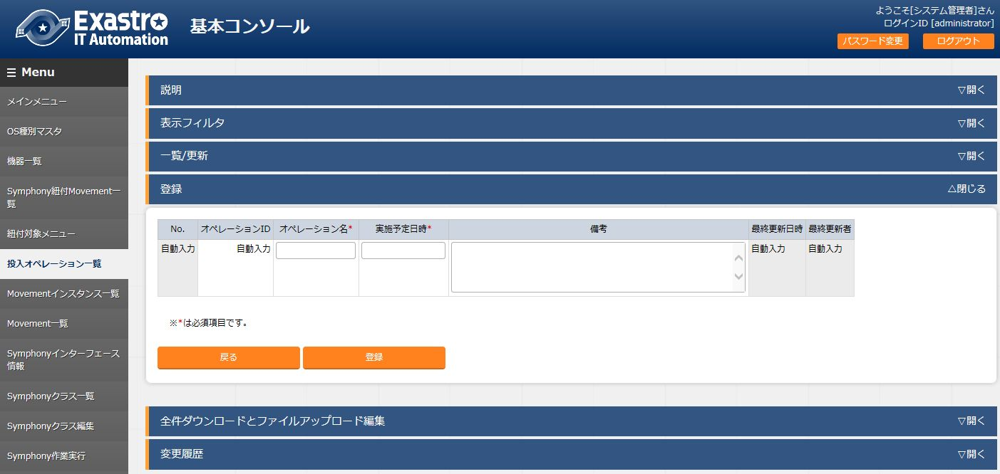 Exastro
IT Automation
基本コンソール
ようこそ[システム管理者]さん
ログインID [administrator]
パスワード変更
ログアウト
☰ Menu
メインメニュー
OS種別マスタ
機器一覧
Symphony紐付Movement一
覧
紐付対象メニュー
投入オペレーション一覧
Movementインスタンス一覧
Movement一覧
Symphonyインターフェース
情報
Symphonyクラス一覧
Symphonyクラス編集
Symphony作業実行
説明 ▽開く
表示フィルタ ▽開く
一覧/更新 ▽開く
登録 △閉じる
No. オペレーションID オペレーション名* 実施予定日時* 備考 最終更新日時 最終更新者
自動入力 自動入力 自動入力 自動入力
※*は必須項目です。
戻る 登録
全件ダウンロードとファイルアップロード編集 ▽開く
変更履歴 ▽開く